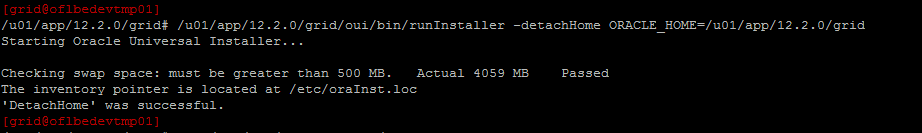 [grid@oflbedevtmp01]
/u01/app/12.2.0/grid# /u01/app/12.2.0/grid/oui/bin/runInstaller -detachHome ORACLE_HOME=/u01/app/12.2.0/grid
Starting Oracle Universal Installer...
Checking swap space: must be greater than 500 MB.   Actual 4059 MB    Passed
The inventory pointer is located at /etc/oraInst.loc
'DetachHome' was successful.
[grid@oflbedevtmp01]